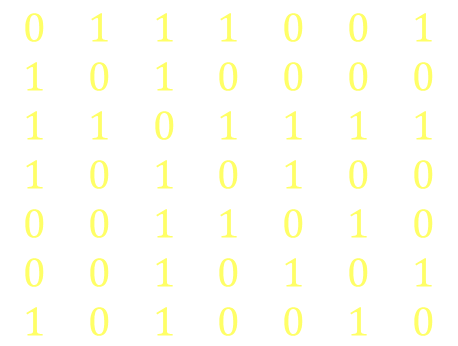 0 1 1 1 0 0 1
1 0 1 0 0 0 0
1 1 0 1 1 1 1
1 0 1 0 1 0 0
0 0 1 1 0 1 0
0 0 1 0 1 0 1
1 0 1 0 0 1 0